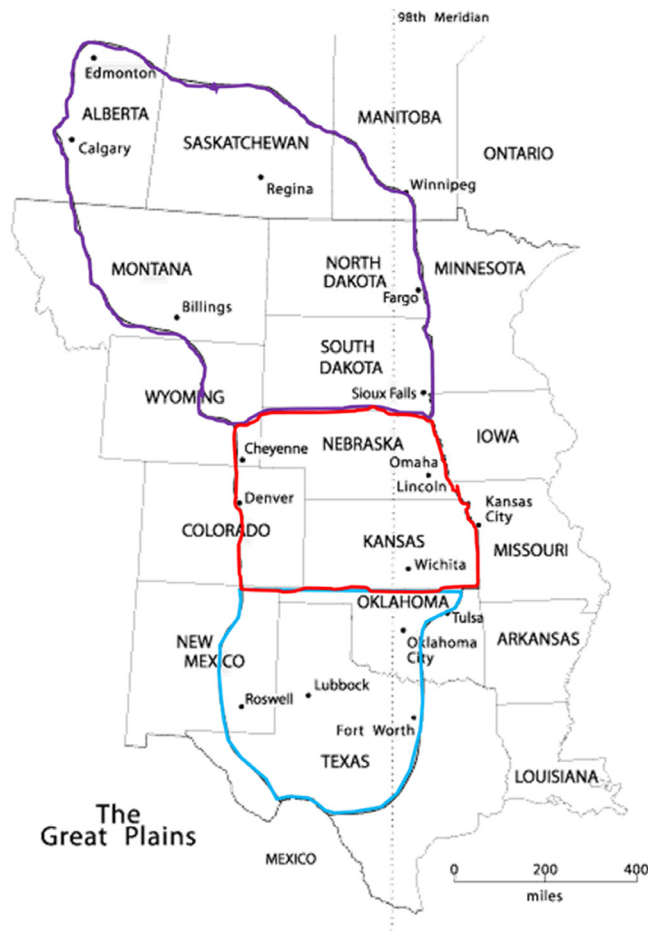 98th Meridian
Edmonton
ALBERTA
MANITOBA
SASKATCHEWAN
Calgary
ONTARIO
Regina
Winnipeg
MONTANA
NORTH
DAKOTA
MINNESOTA
Fargo
Billings
SOUTH
DAKOTA
WYOMING
Sioux Falls
IOWA
NEBRASKA
Cheyenne
Omaha
Lincoln
Denver
Kansas
City
COLORADO
KANSAS
MISSOURI
Wichita
OKLAHOMA
Tulsa
NEW
MEXICO
Oklahoma
City
ARKANSAS
Lubbock
Roswell
Fort Worth
TEXAS
LOUISIANA
The
Great Plains
MEXICO
0 200 400
miles